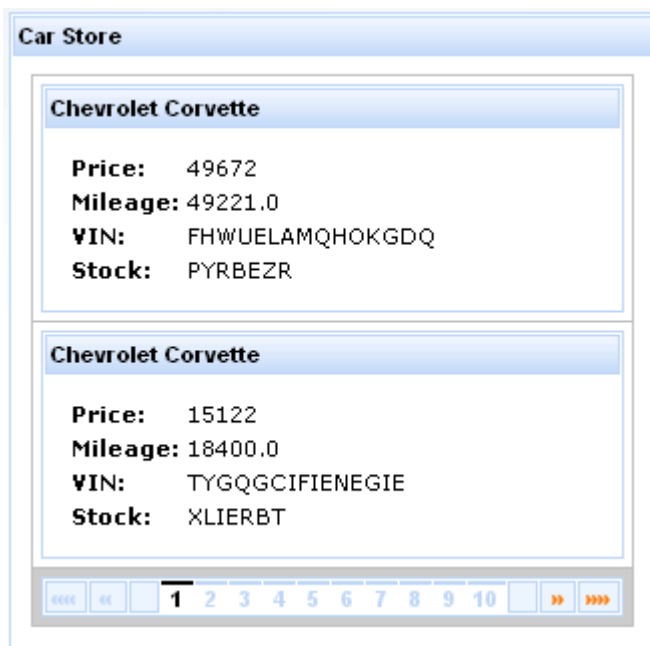 Car Store
Chevrolet Corvette
Price: 49672
Mileage: 49221.0
VIN: FHWUELAMQHOKGDQ
Stock: PYRBEZR
Chevrolet Corvette
Price: 15122
Mileage: 18400.0
VIN: TYGQGCIFIENEGIE
Stock: XLIERBT
«« « 1 2 3 4 5 6 7 8 9 10 » »»